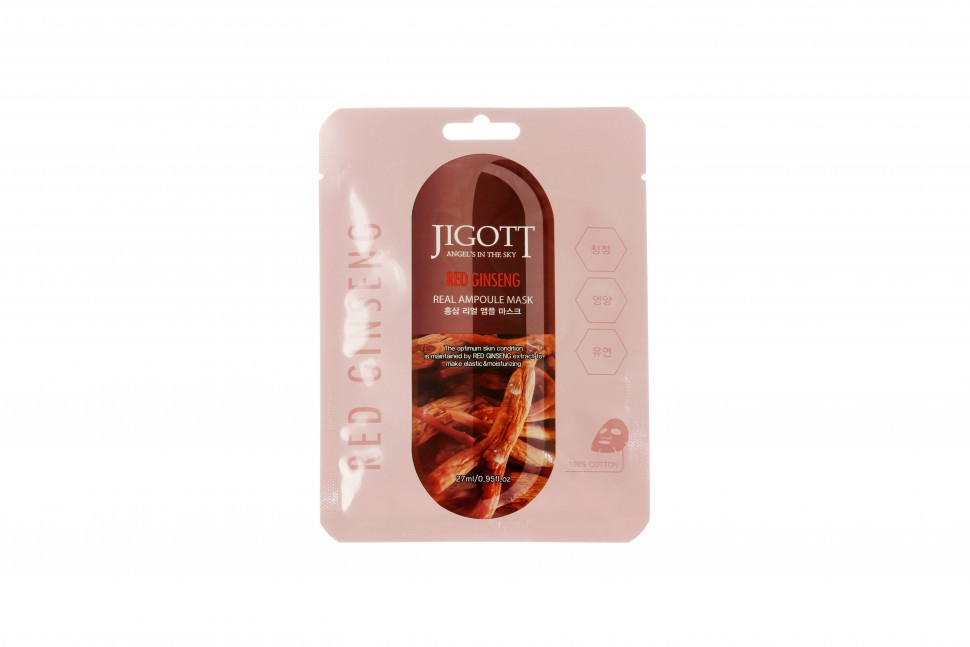 RED GINSENG
JIGOTT
ANGEL'S IN THE SKY
RED GINSENG
REAL AMPOULE MASK
홍삼 리얼 앰플 마스크
The optimum skin condition
is maintained by RED GINSENG extract to
make elastic&moisturizing
27ml/0.95fl.oz
청정
영양
유연
100% COTTON